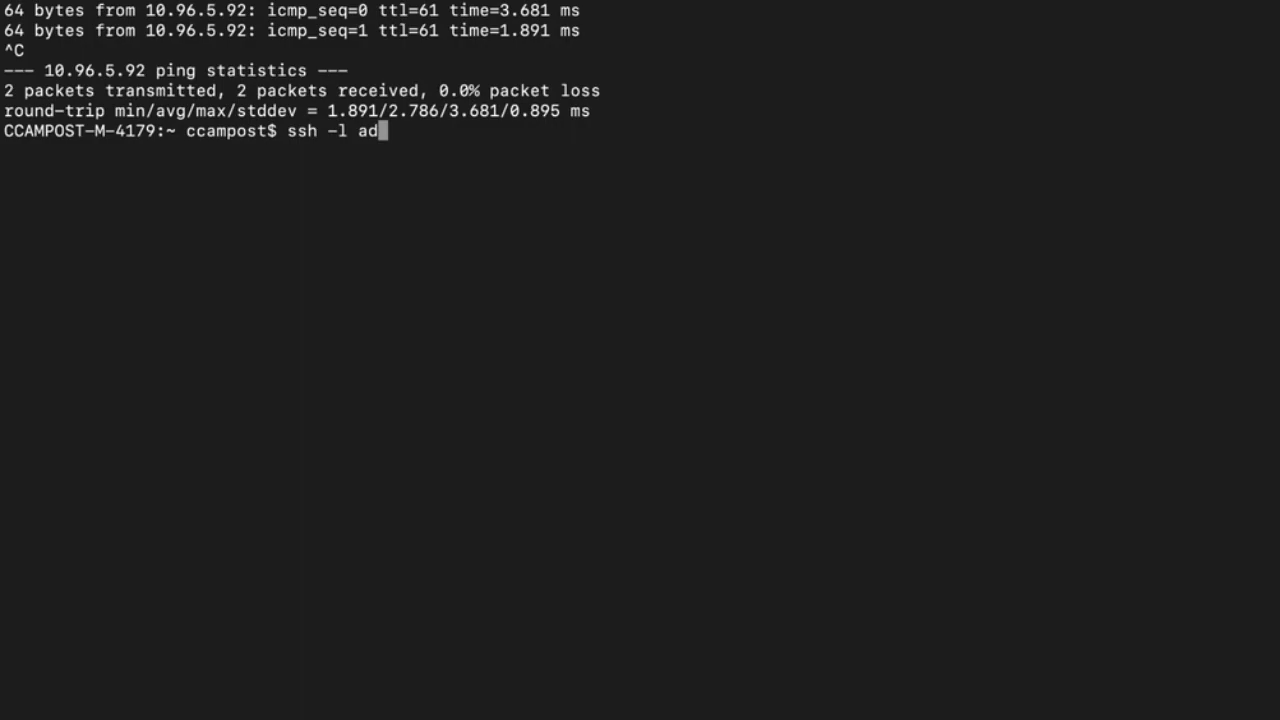 64 bytes from 10.96.5.92: icmp_seq=0 ttl=61 time=3.681 ms
64 bytes from 10.96.5.92: icmp_seq=1 ttl=61 time=1.891 ms
^C
--- 10.96.5.92 ping statistics ---
2 packets transmitted, 2 packets received, 0.0% packet loss
round-trip min/avg/max/stddev = 1.891/2.786/3.681/0.895 ms
CCAMPOST-M-4179:~ ccampost$ ssh -l ad